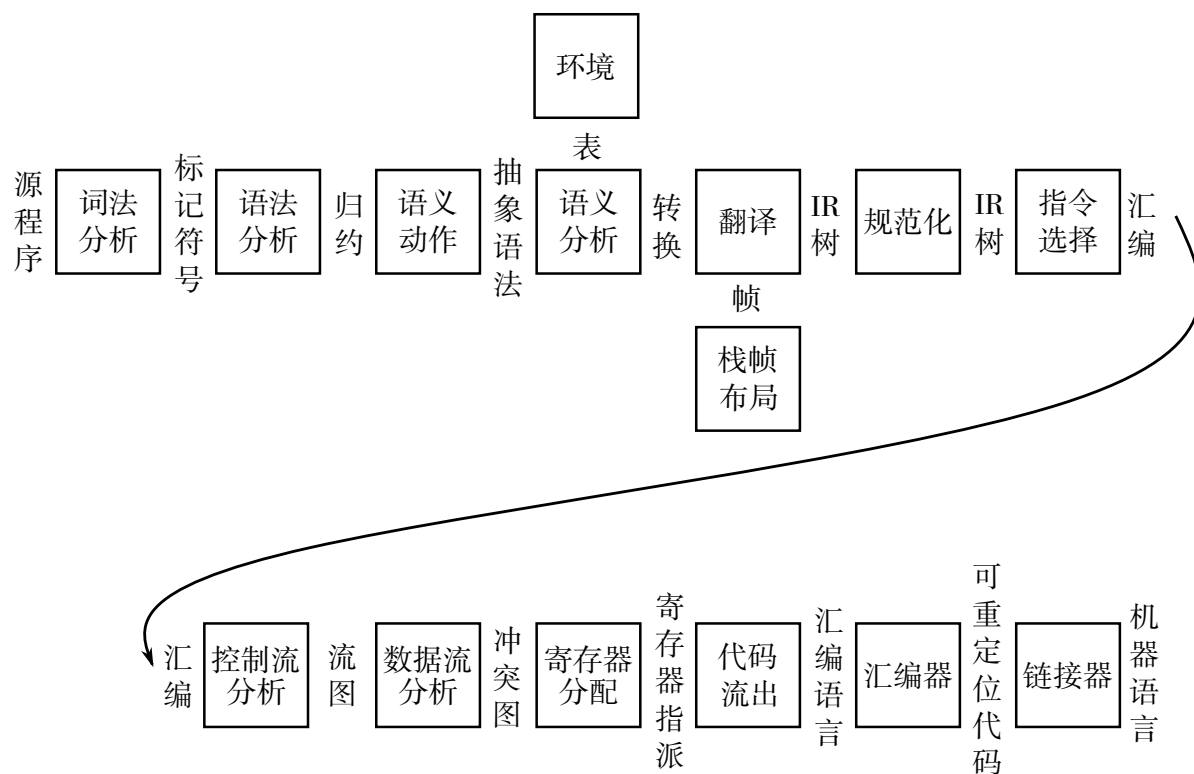 环境
表
源程序
词法
分析
标记符号
语法
分析
归约
语义
动作
抽象语法
语义
分析
转换
翻译
IR
树
规范化
IR
树
指令
选择
汇编
帧
栈帧
布局
汇编
控制流
分析
流图
数据流
分析
冲突图
寄存器
分配
寄存器指派
代码
流出
汇编语言
汇编器
可重定位代码
链接器
机器语言